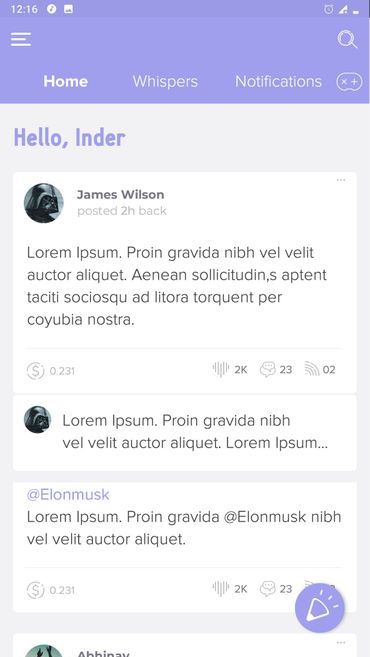 12:16
Home Whispers Notifications
Hello, Inder
James Wilson
posted 2h back
Lorem Ipsum. Proin gravida nibh vel velit
auctor aliquet. Aenean sollicitudin,s aptent
taciti sociosqu ad litora torquent per
coyubia nostra.
0.231 2K 23 02
Lorem Ipsum. Proin gravida nibh
vel velit auctor aliquet. Lorem Ipsum...
@Elonmusk
Lorem Ipsum. Proin gravida @Elonmusk nibh
vel velit auctor aliquet.
0.231 2K 23
Abhinav